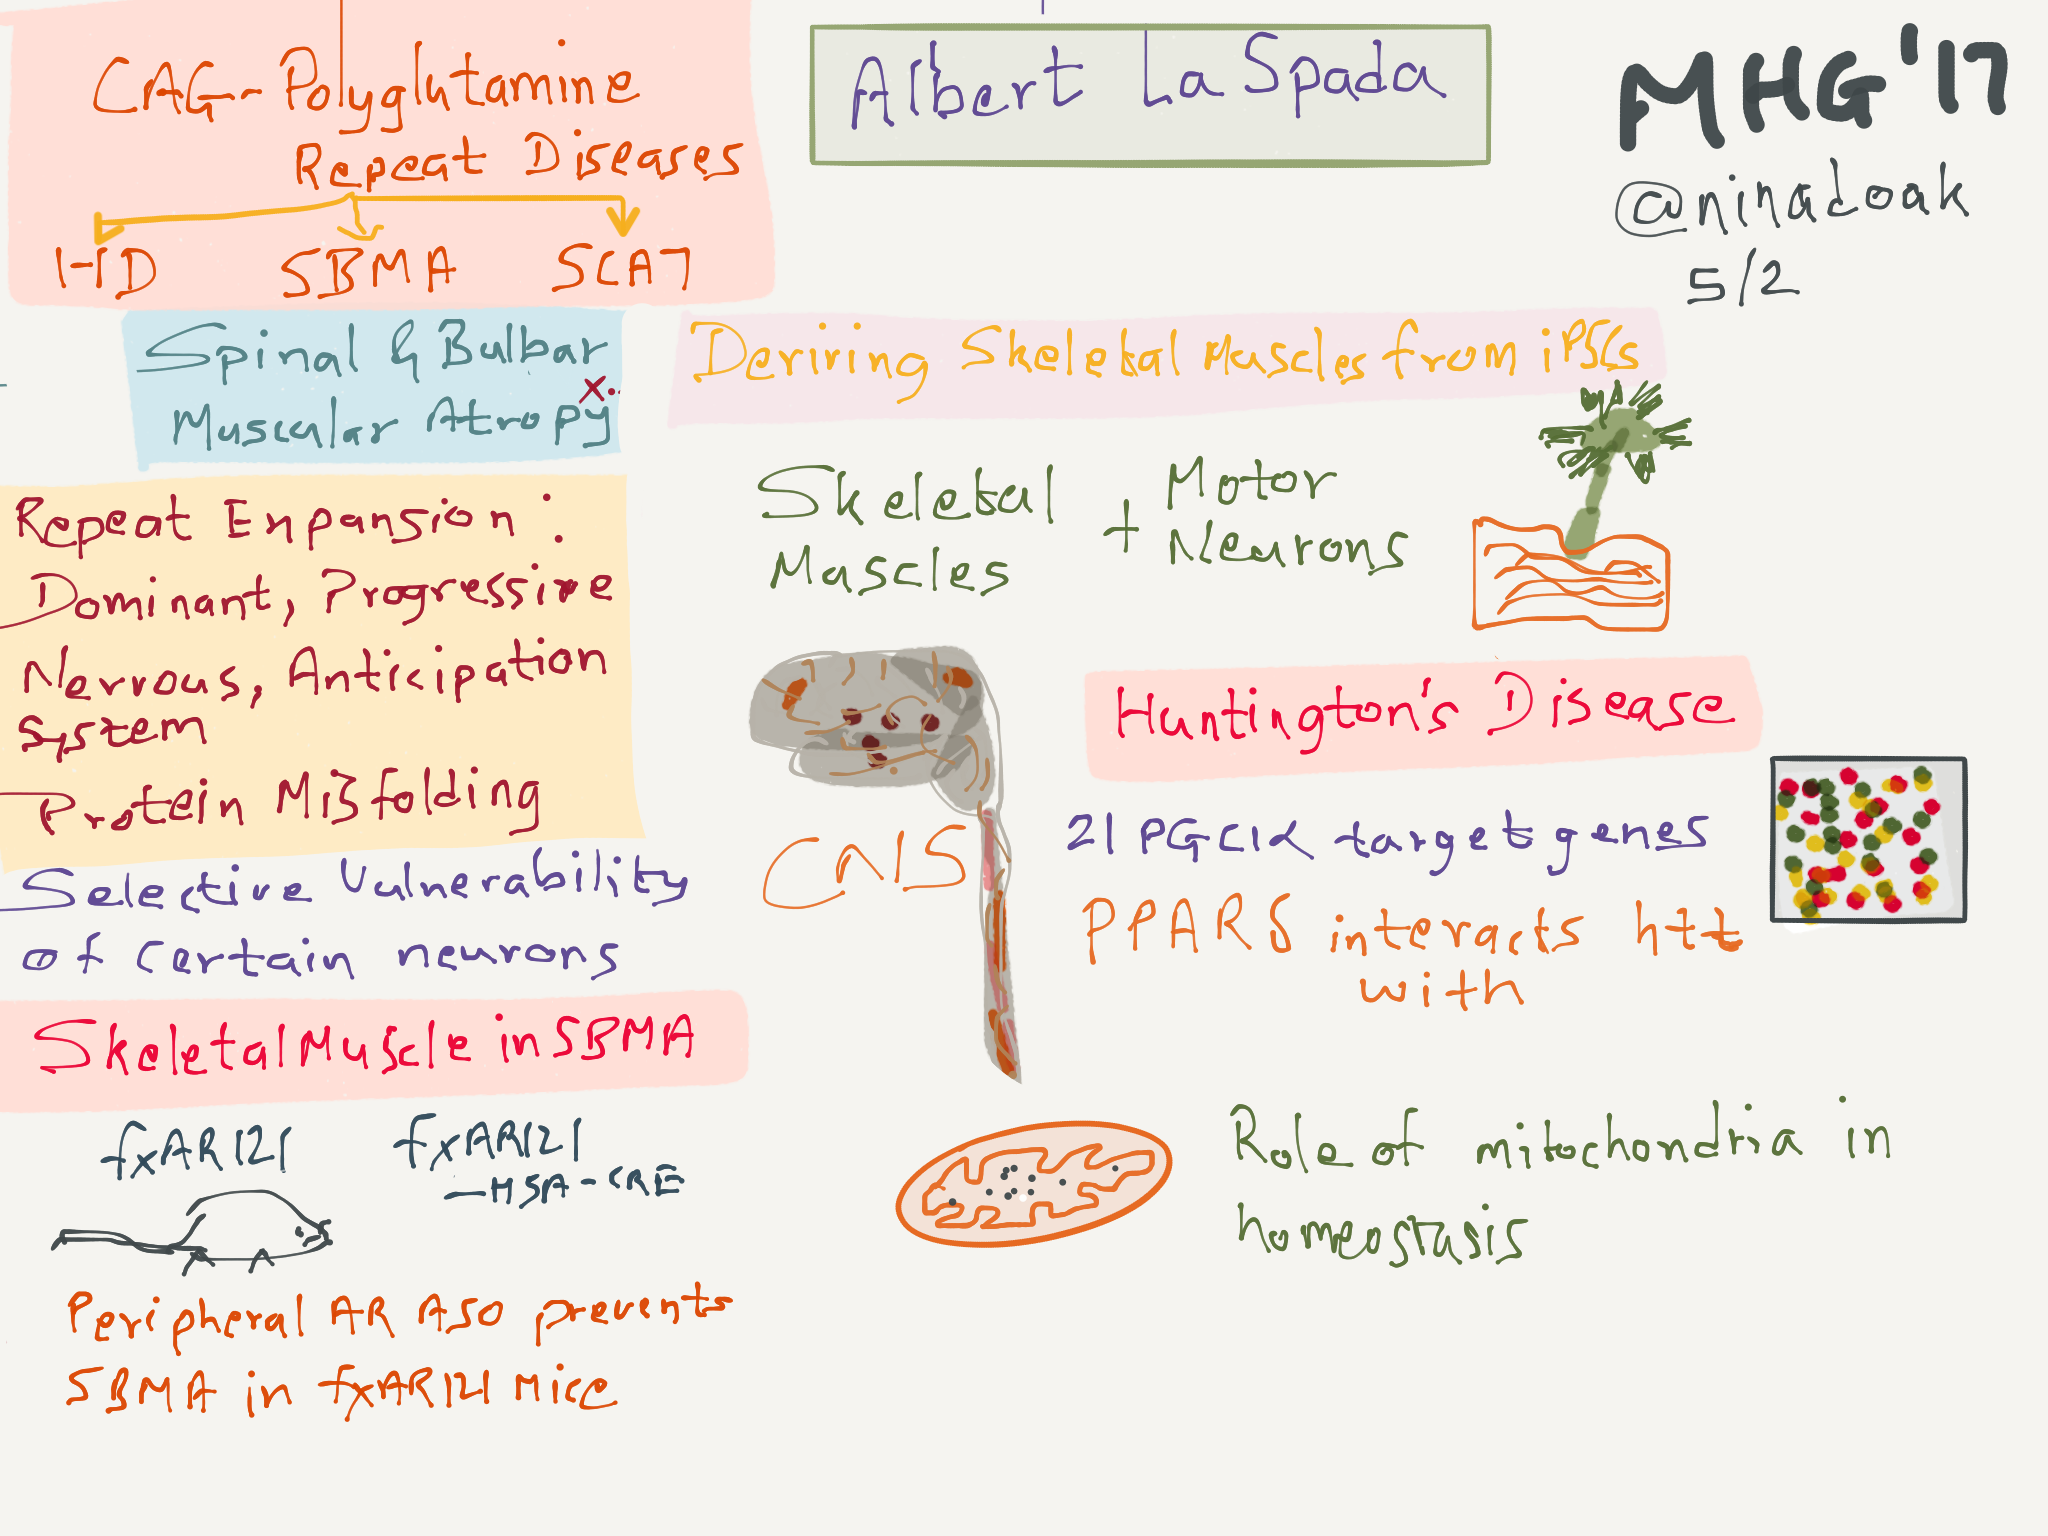 CAG-Polyglutamine
Repeat Diseases
HD SBMA SCA7
Albert La Spada
MHG'17
@ninadoak
5/2
Spinal & Bulbar
Muscular Atropy
X.
Repeat Expansion:
Dominant, Progressive
Nervous, Anticipation
System
Protein Misfolding
Selective Vulnerability
of certain neurons
Skeletal Muscle in SBMA
fxAR121 fxAR121
-HSA-CRE
Peripheral AR ASO prevents
SBMA in fxAR121 Mice
Deriving Skeletal Muscles from iPSCs
Skeletal + Motor
Muscles Neurons
CNS
Huntington's Disease
21 PGC1α target genes
PPARδ interacts htt
with
Role of mitochondria in
homeostasis